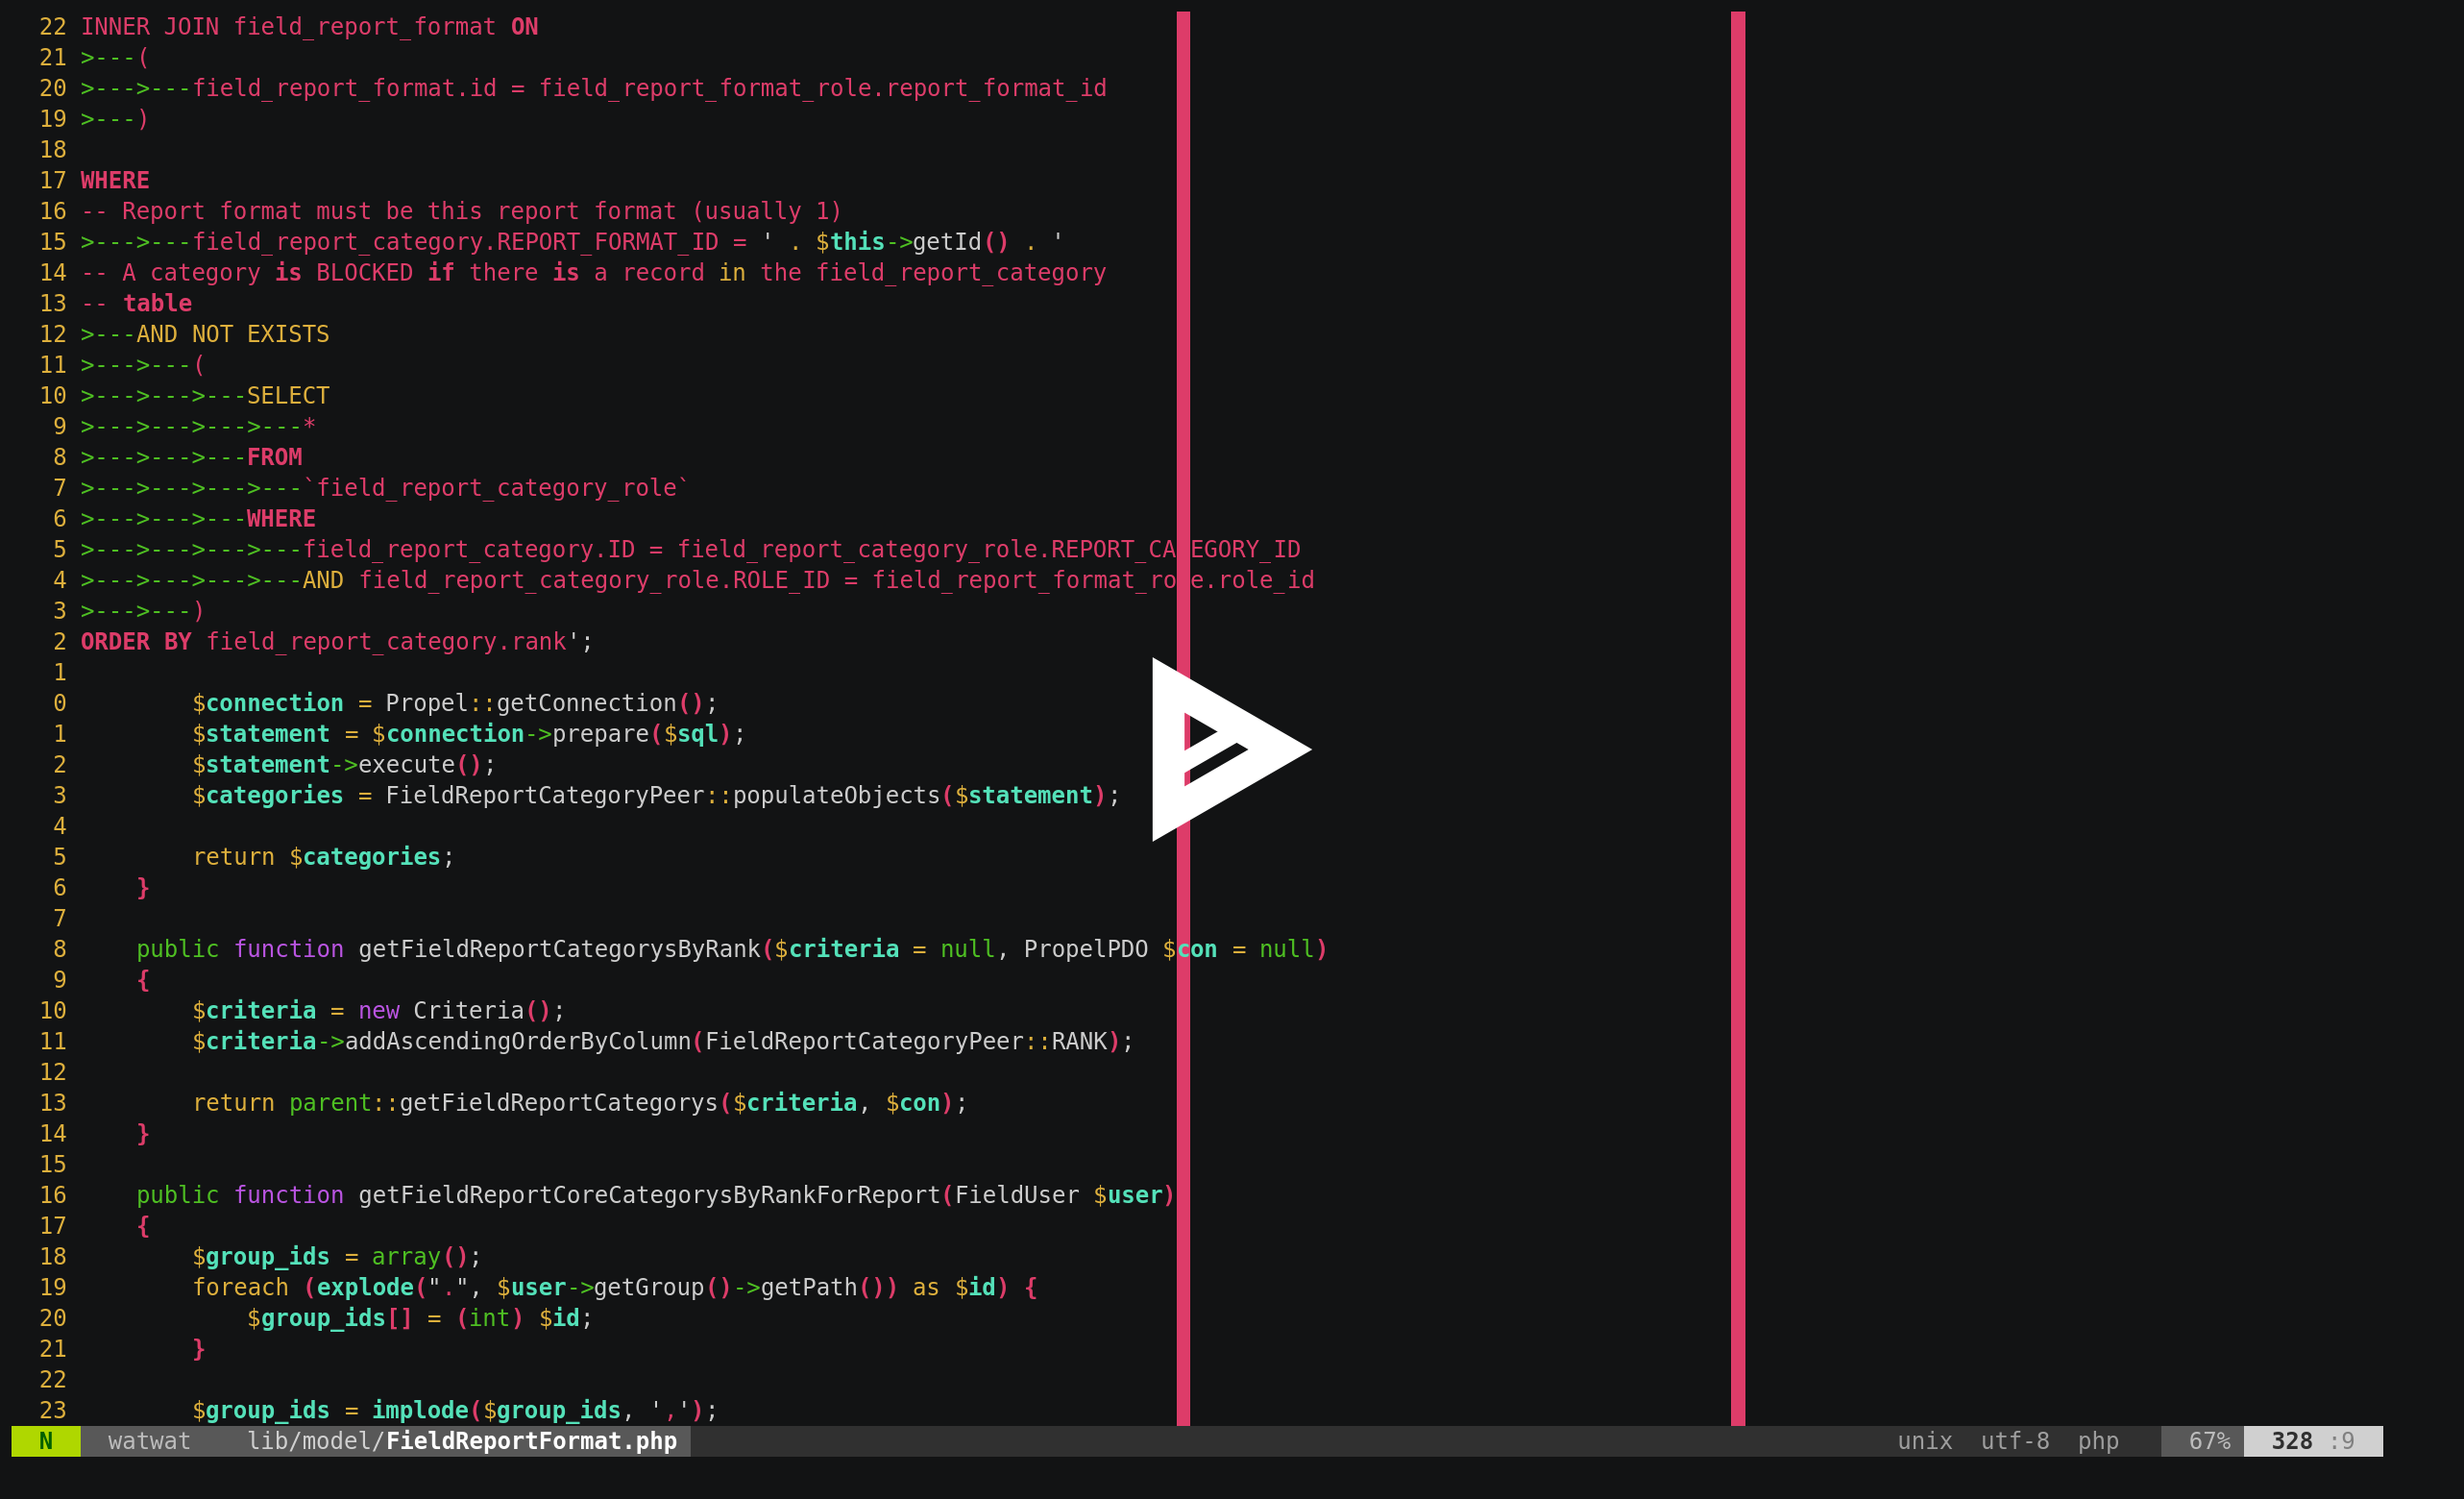 22 INNER JOIN field_report_format ON
21 >---(
20 >--->---field_report_format.id = field_report_format_role.report_format_id
19 >---)
18
17 WHERE
16 -- Report format must be this report format (usually 1)
15 >--->---field_report_category.REPORT_FORMAT_ID = ' . $this->getId() . '
14 -- A category is BLOCKED if there is a record in the field_report_category
13 -- table
12 >---AND NOT EXISTS
11 >--->---(
10 >--->--->---SELECT
9 >--->--->--->---*
8 >--->--->---FROM
7 >--->--->--->---`field_report_category_role`
6 >--->--->---WHERE
5 >--->--->--->---field_report_category.ID = field_report_category_role.REPORT_CATEGORY_ID
4 >--->--->--->---AND field_report_category_role.ROLE_ID = field_report_format_role.role_id
3 >--->---)
2 ORDER BY field_report_category.rank';
1
0         $connection = Propel::getConnection();
1         $statement = $connection->prepare($sql);
2         $statement->execute();
3         $categories = FieldReportCategoryPeer::populateObjects($statement);
4
5         return $categories;
6     }
7
8     public function getFieldReportCategorysByRank($criteria = null, PropelPDO $con = null)
9     {
10         $criteria = new Criteria();
11         $criteria->addAscendingOrderByColumn(FieldReportCategoryPeer::RANK);
12
13         return parent::getFieldReportCategorys($criteria, $con);
14     }
15
16     public function getFieldReportCoreCategorysByRankForReport(FieldUser $user)
17     {
18         $group_ids = array();
19         foreach (explode(".", $user->getGroup()->getPath()) as $id) {
20             $group_ids[] = (int) $id;
21         }
22
23         $group_ids = implode($group_ids, ',');
N watwat lib/model/FieldReportFormat.php unix utf-8 php 67% 328 :9